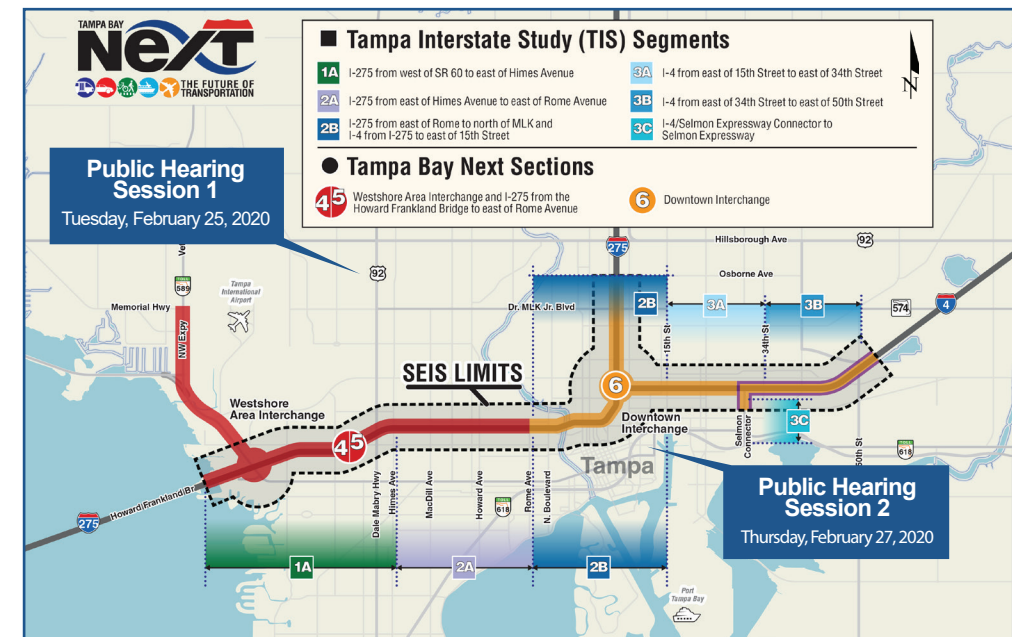 TAMPA BAY
NEXT
THE FUTURE OF
TRANSPORTATION
Tampa Interstate Study (TIS) Segments
1A I-275 from west of SR 60 to east of Himes Avenue
2A I-275 from east of Himes Avenue to east of Rome Avenue
2B I-275 from east of Rome to north of MLK and
I-4 from I-275 to east of 15th Street
3A I-4 from east of 15th Street to east of 34th Street
3B I-4 from east of 34th Street to east of 50th Street
3C I-4/Selmon Expressway Connector to
Selmon Expressway
N
Tampa Bay Next Sections
4 5 Westshore Area Interchange and I-275 from the
Howard Frankland Bridge to east of Rome Avenue
6 Downtown Interchange
Public Hearing
Session 1
Tuesday, February 25, 2020
Hillsborough Ave
92
275
92
589
Tampa
International
Airport
Osborne Ave
Memorial Hwy
Dr. MLK Jr. Blvd
2B
3A
3B
574
4
NW Expy
15th St
34th St
SEIS LIMITS
6
Westshore
Area Interchange
Downtown
Interchange
3C
4 5
Selmon
Connector
50th St
618
Tampa
Howard Frankland Br
275
Dale Mabry Hwy
Himes Ave
MacDill Ave
Howard Ave
618
Rome Ave
N. Boulevard
Public Hearing
Session 2
Thursday, February 27, 2020
1A
2A
2B
Port
Tampa Bay